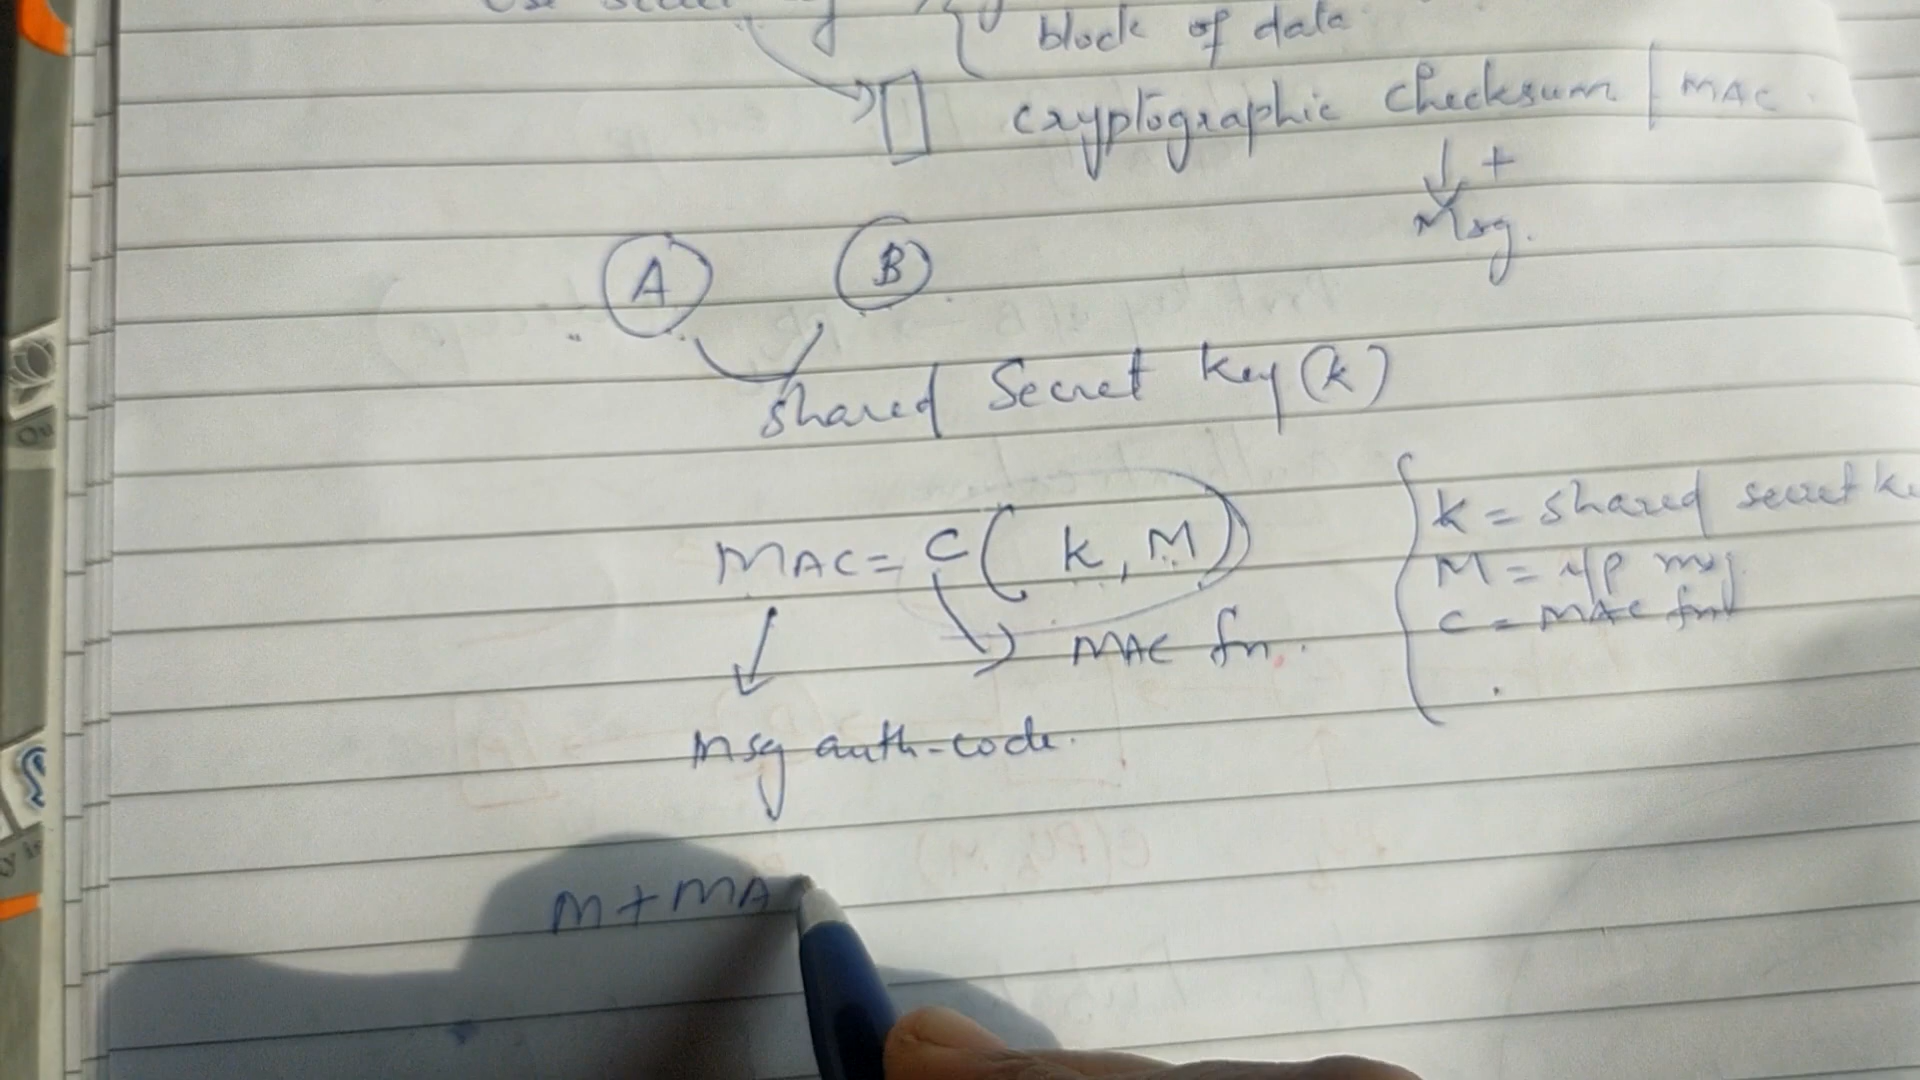 block of data
cryptographic checksum | MAC
↓ +
Msg.
A B
shared Secret key (k)
MAC = C ( k, M )
k = shared secret
M = i/p msg
C = MAC fn
→ MAC fn.
msg auth-code.
M + MA